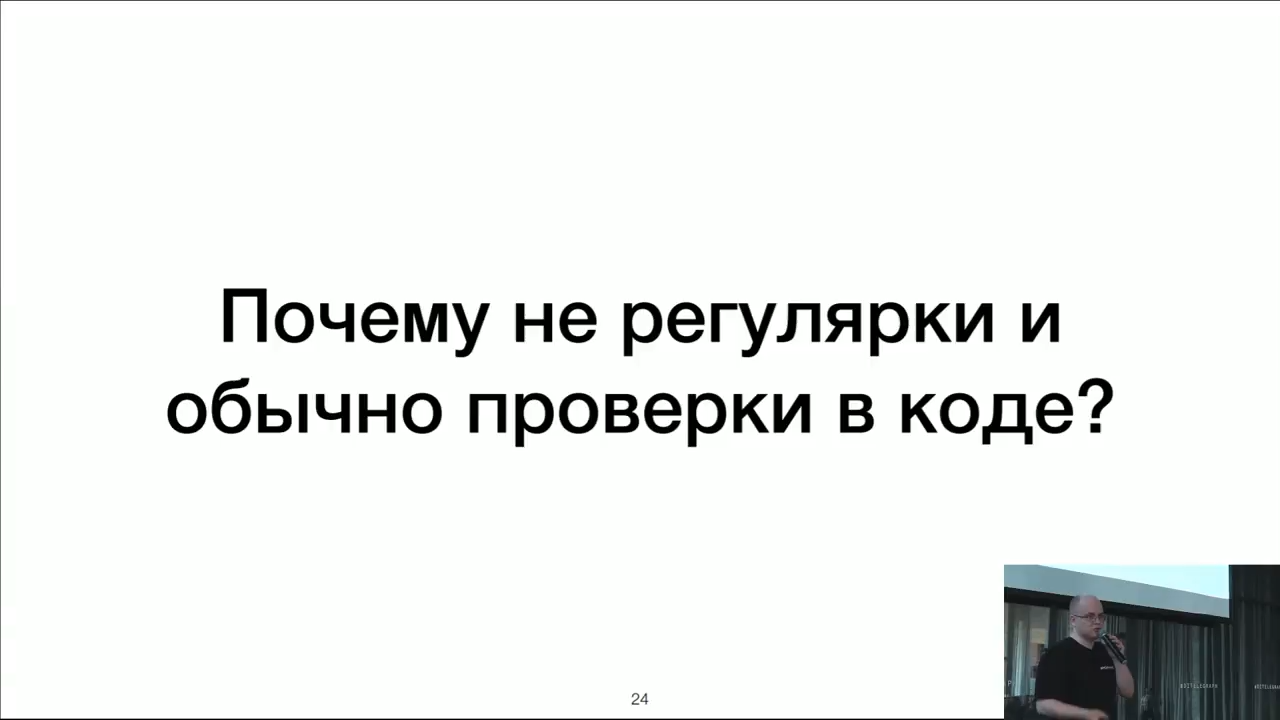 Почему не регулярки и
обычно проверки в коде?
24